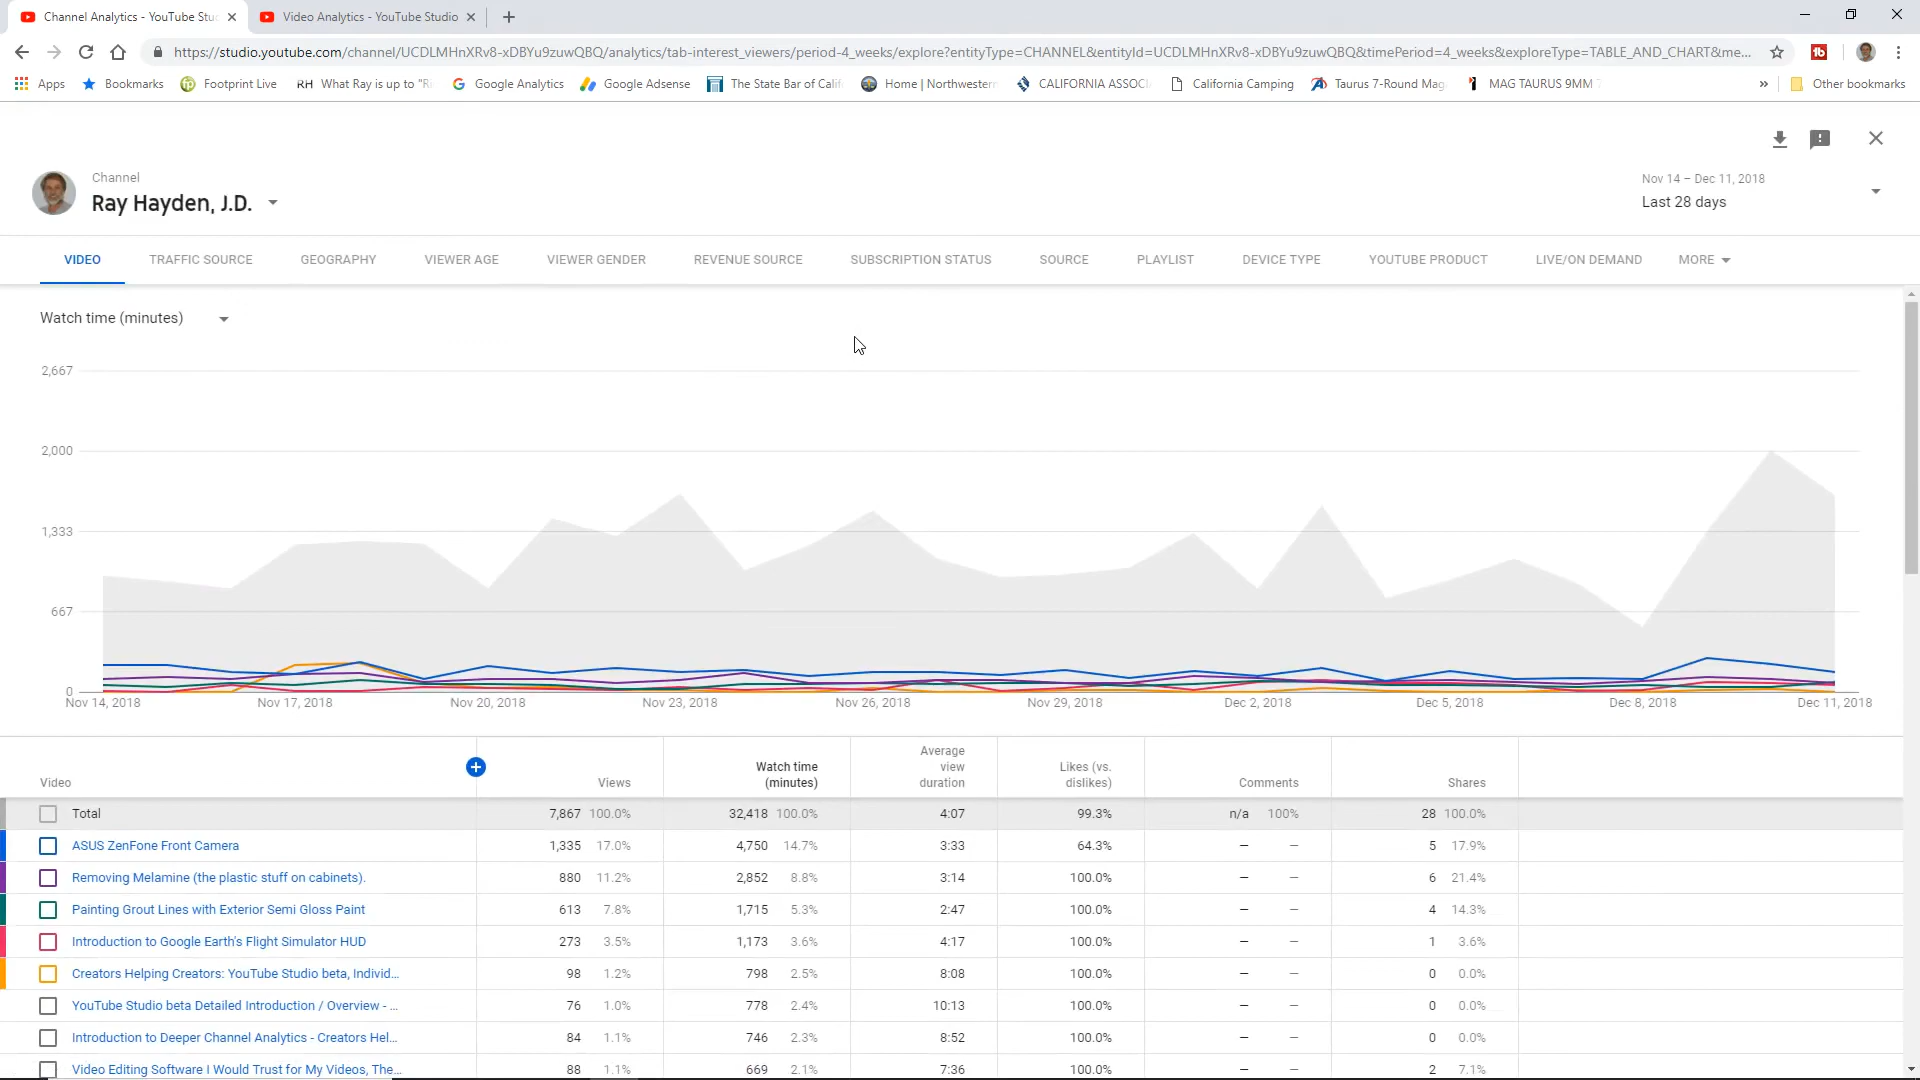 Channel Analytics - YouTube Stu
Video Analytics - YouTube Studio
https://studio.youtube.com/channel/UCDLMHnXRv8-xDBYu9zuwQBQ/analytics/tab-interest_viewers/period-4_weeks/explore?entityType=CHANNEL&entityId=UCDLMHnXRv8-xDBYu9zuwQBQ&timePeriod=4_weeks&exploreType=TABLE_AND_CHART&me...
Apps Bookmarks Footprint Live RH What Ray is up to "R Google Analytics Google Adsense The State Bar of Calif Home | Northwestern CALIFORNIA ASSOCI California Camping Taurus 7-Round Mag MAG TAURUS 9MM 7 » Other bookmarks
Channel
Ray Hayden, J.D.
Nov 14 – Dec 11, 2018
Last 28 days
VIDEO TRAFFIC SOURCE GEOGRAPHY VIEWER AGE VIEWER GENDER REVENUE SOURCE SUBSCRIPTION STATUS SOURCE PLAYLIST DEVICE TYPE YOUTUBE PRODUCT LIVE/ON DEMAND MORE
Watch time (minutes)
2,667
2,000
1,333
667
0
Nov 14, 2018 Nov 17, 2018 Nov 20, 2018 Nov 23, 2018 Nov 26, 2018 Nov 29, 2018 Dec 2, 2018 Dec 5, 2018 Dec 8, 2018 Dec 11, 2018
Video Views Watch time (minutes) Average view duration Likes (vs. dislikes) Comments Shares
Total 7,867 100.0% 32,418 100.0% 4:07 99.3% n/a 100% 28 100.0%
ASUS ZenFone Front Camera 1,335 17.0% 4,750 14.7% 3:33 64.3% — — 5 17.9%
Removing Melamine (the plastic stuff on cabinets). 880 11.2% 2,852 8.8% 3:14 100.0% — — 6 21.4%
Painting Grout Lines with Exterior Semi Gloss Paint 613 7.8% 1,715 5.3% 2:47 100.0% — — 4 14.3%
Introduction to Google Earth's Flight Simulator HUD 273 3.5% 1,173 3.6% 4:17 100.0% — — 1 3.6%
Creators Helping Creators: YouTube Studio beta, Individ... 98 1.2% 798 2.5% 8:08 100.0% — — 0 0.0%
YouTube Studio beta Detailed Introduction / Overview - ... 76 1.0% 778 2.4% 10:13 100.0% — — 0 0.0%
Introduction to Deeper Channel Analytics - Creators Hel... 84 1.1% 746 2.3% 8:52 100.0% — — 0 0.0%
Video Editing Software I Would Trust for My Videos, The... 88 1.1% 669 2.1% 7:36 100.0% — — 2 7.1%